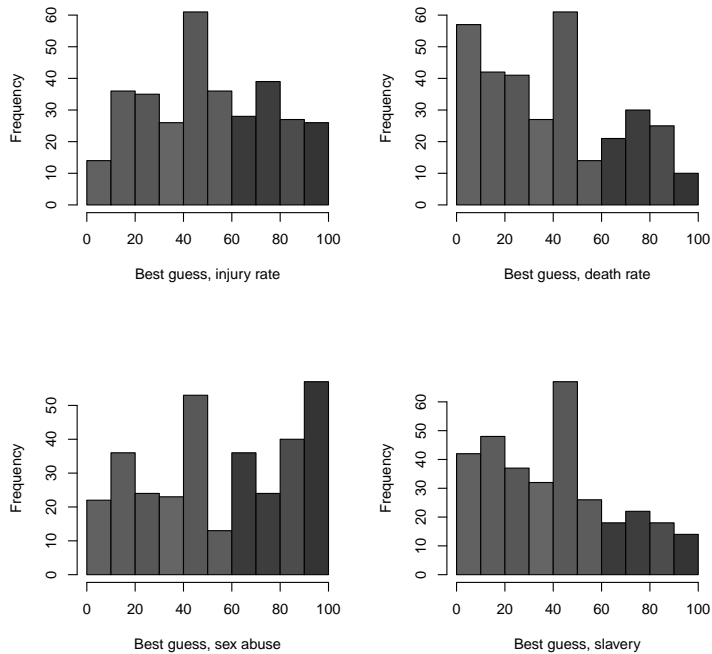 Frequency
0 10 20 30 40 50 60
0 20 40 60 80 100
Best guess, injury rate
Frequency
0 10 20 30 40 50 60
0 20 40 60 80 100
Best guess, death rate
Frequency
0 10 20 30 40 50
0 20 40 60 80 100
Best guess, sex abuse
Frequency
0 10 20 30 40 50 60
0 20 40 60 80 100
Best guess, slavery